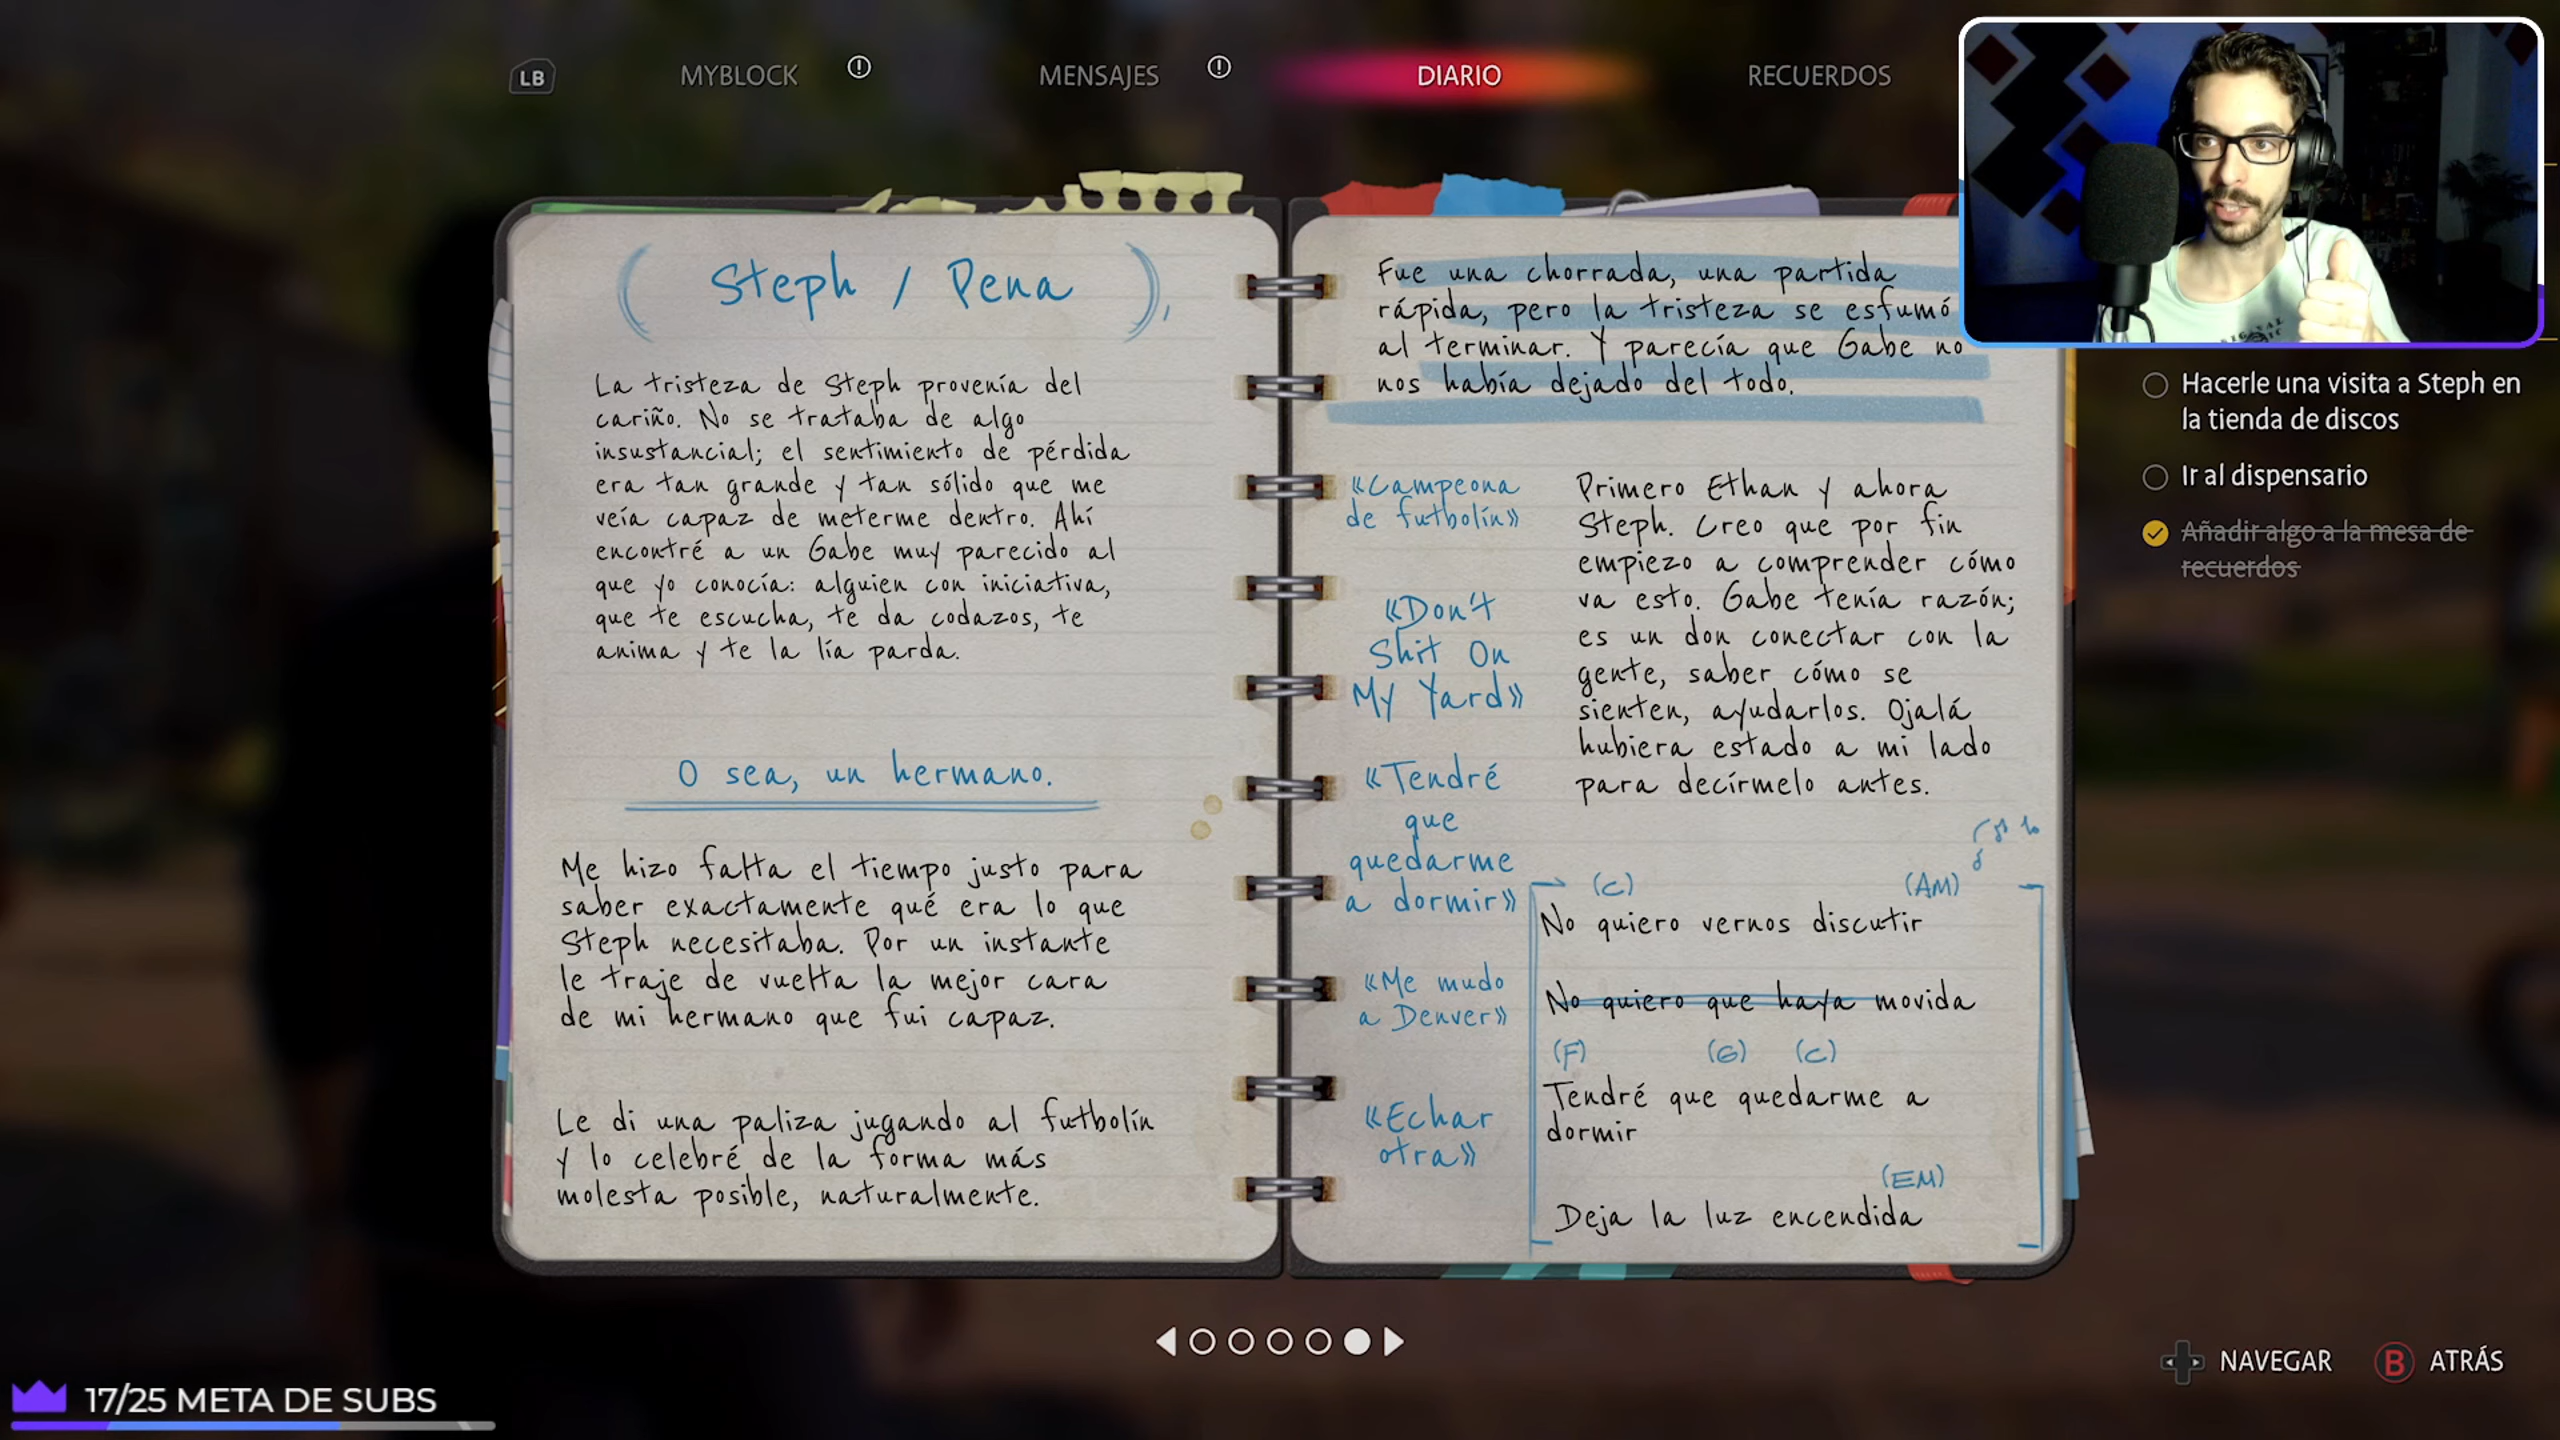 LB
MYBLOCK
MENSAJES
DIARIO
RECUERDOS
Steph / Pena
La tristeza de Steph provenía del
cariño. No se trataba de algo
insustancial; el sentimiento de pérdida
era tan grande y tan sólido que me
veía capaz de meterme dentro. Ahí
encontré a un Gabe muy parecido al
que yo conocía: alguien con iniciativa,
que te escucha, te da codazos, te
anima y te la lía parda.
O sea, un hermano.
Me hizo falta el tiempo justo para
saber exactamente qué era lo que
Steph necesitaba. Por un instante
le traje de vuelta la mejor cara
de mi hermano que fui capaz.
Le di una paliza jugando al futbolín
y lo celebré de la forma más
molesta posible, naturalmente.
Fue una chorrada, una partida
rápida, pero la tristeza se esfumó
al terminar. Y parecía que Gabe no
nos había dejado del todo.
«Campeona
de futbolín»
«Don't
Shit On
My Yard»
«Tendré
que
quedarme
a dormir»
«Me mudo
a Denver»
«Echar
otra»
Primero Ethan y ahora
Steph. Creo que por fin
empiezo a comprender cómo
va esto. Gabe tenía razón;
es un don conectar con la
gente, saber cómo se
sienten, ayudarlos. Ojalá
hubiera estado a mi lado
para decírmelo antes.
(C) (AM)
No quiero vernos discutir
No quiero que haya movida
(F) (G) (C)
Tendré que quedarme a
dormir
(EM)
Deja la luz encendida
Hacerle una visita a Steph en
la tienda de discos
Ir al dispensario
Añadir algo a la mesa de
recuerdos
NAVEGAR
B ATRÁS
17/25 META DE SUBS